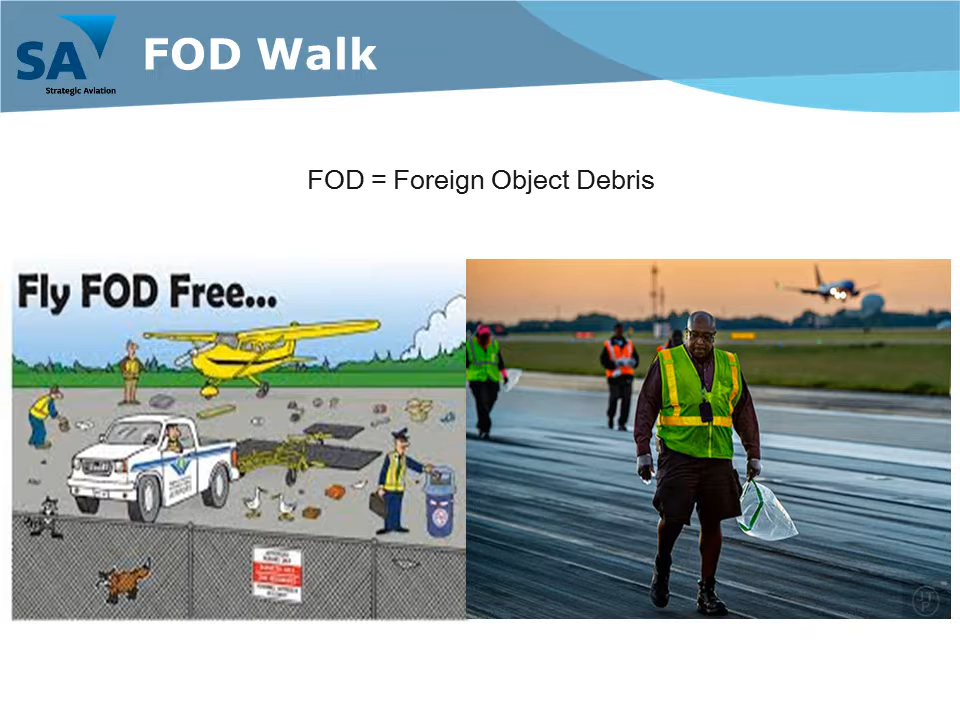 SA
Strategic Aviation
FOD Walk
FOD = Foreign Object Debris
Fly FOD Free...